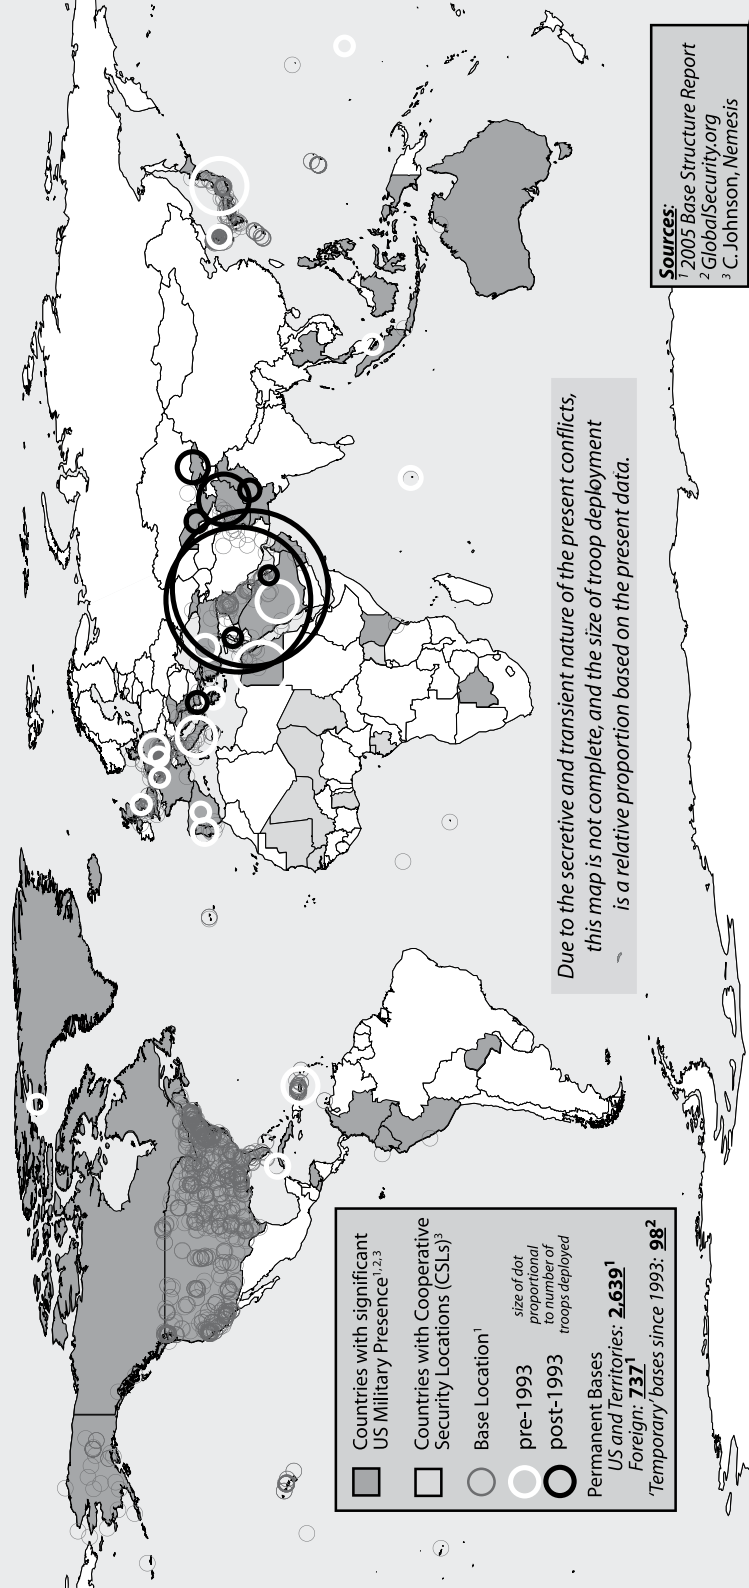 Countries with significant
US Military Presence1,2,3
Countries with Cooperative
Security Locations (CSLs)3
Base Location1
pre-1993
post-1993
size of dot
proportional
to number of
troops deployed
Permanent Bases
US and Territories: 2,6391
Foreign: 7371
'Temporary' bases since 1993: 982
Due to the secretive and transient nature of the present conflicts,
this map is not complete, and the size of troop deployment
is a relative proportion based on the present data.
Sources:
1 2005 Base Structure Report
2 GlobalSecurity.org
3 C. Johnson, Nemesis